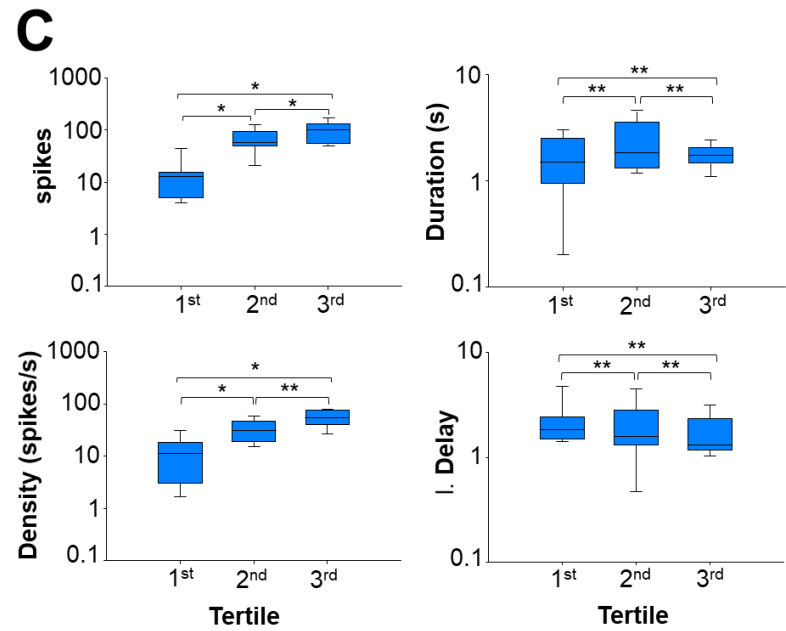 C
spikes
1000
100
10
1
0.1
*
*
*
1st
2nd
3rd
Duration (s)
10
1
0.1
**
**
**
1st
2nd
3rd
Density (spikes/s)
1000
100
10
1
0.1
*
*
**
1st
2nd
3rd
Tertile
I. Delay
10
1
0.1
**
**
**
1st
2nd
3rd
Tertile